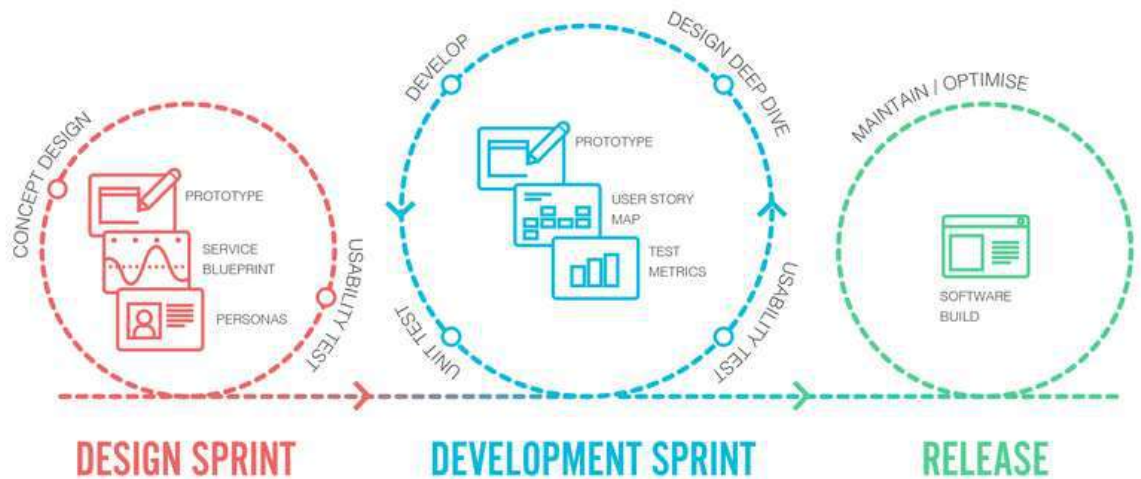 CONCEPT DESIGN
PROTOTYPE
SERVICE
BLUEPRINT
PERSONAS
USABILITY TEST
DEVELOP
DESIGN DEEP DIVE
PROTOTYPE
USER STORY
MAP
TEST
METRICS
UNIT TEST
USABILITY TEST
MAINTAIN / OPTIMISE
SOFTWARE
BUILD
DESIGN SPRINT
DEVELOPMENT SPRINT
RELEASE